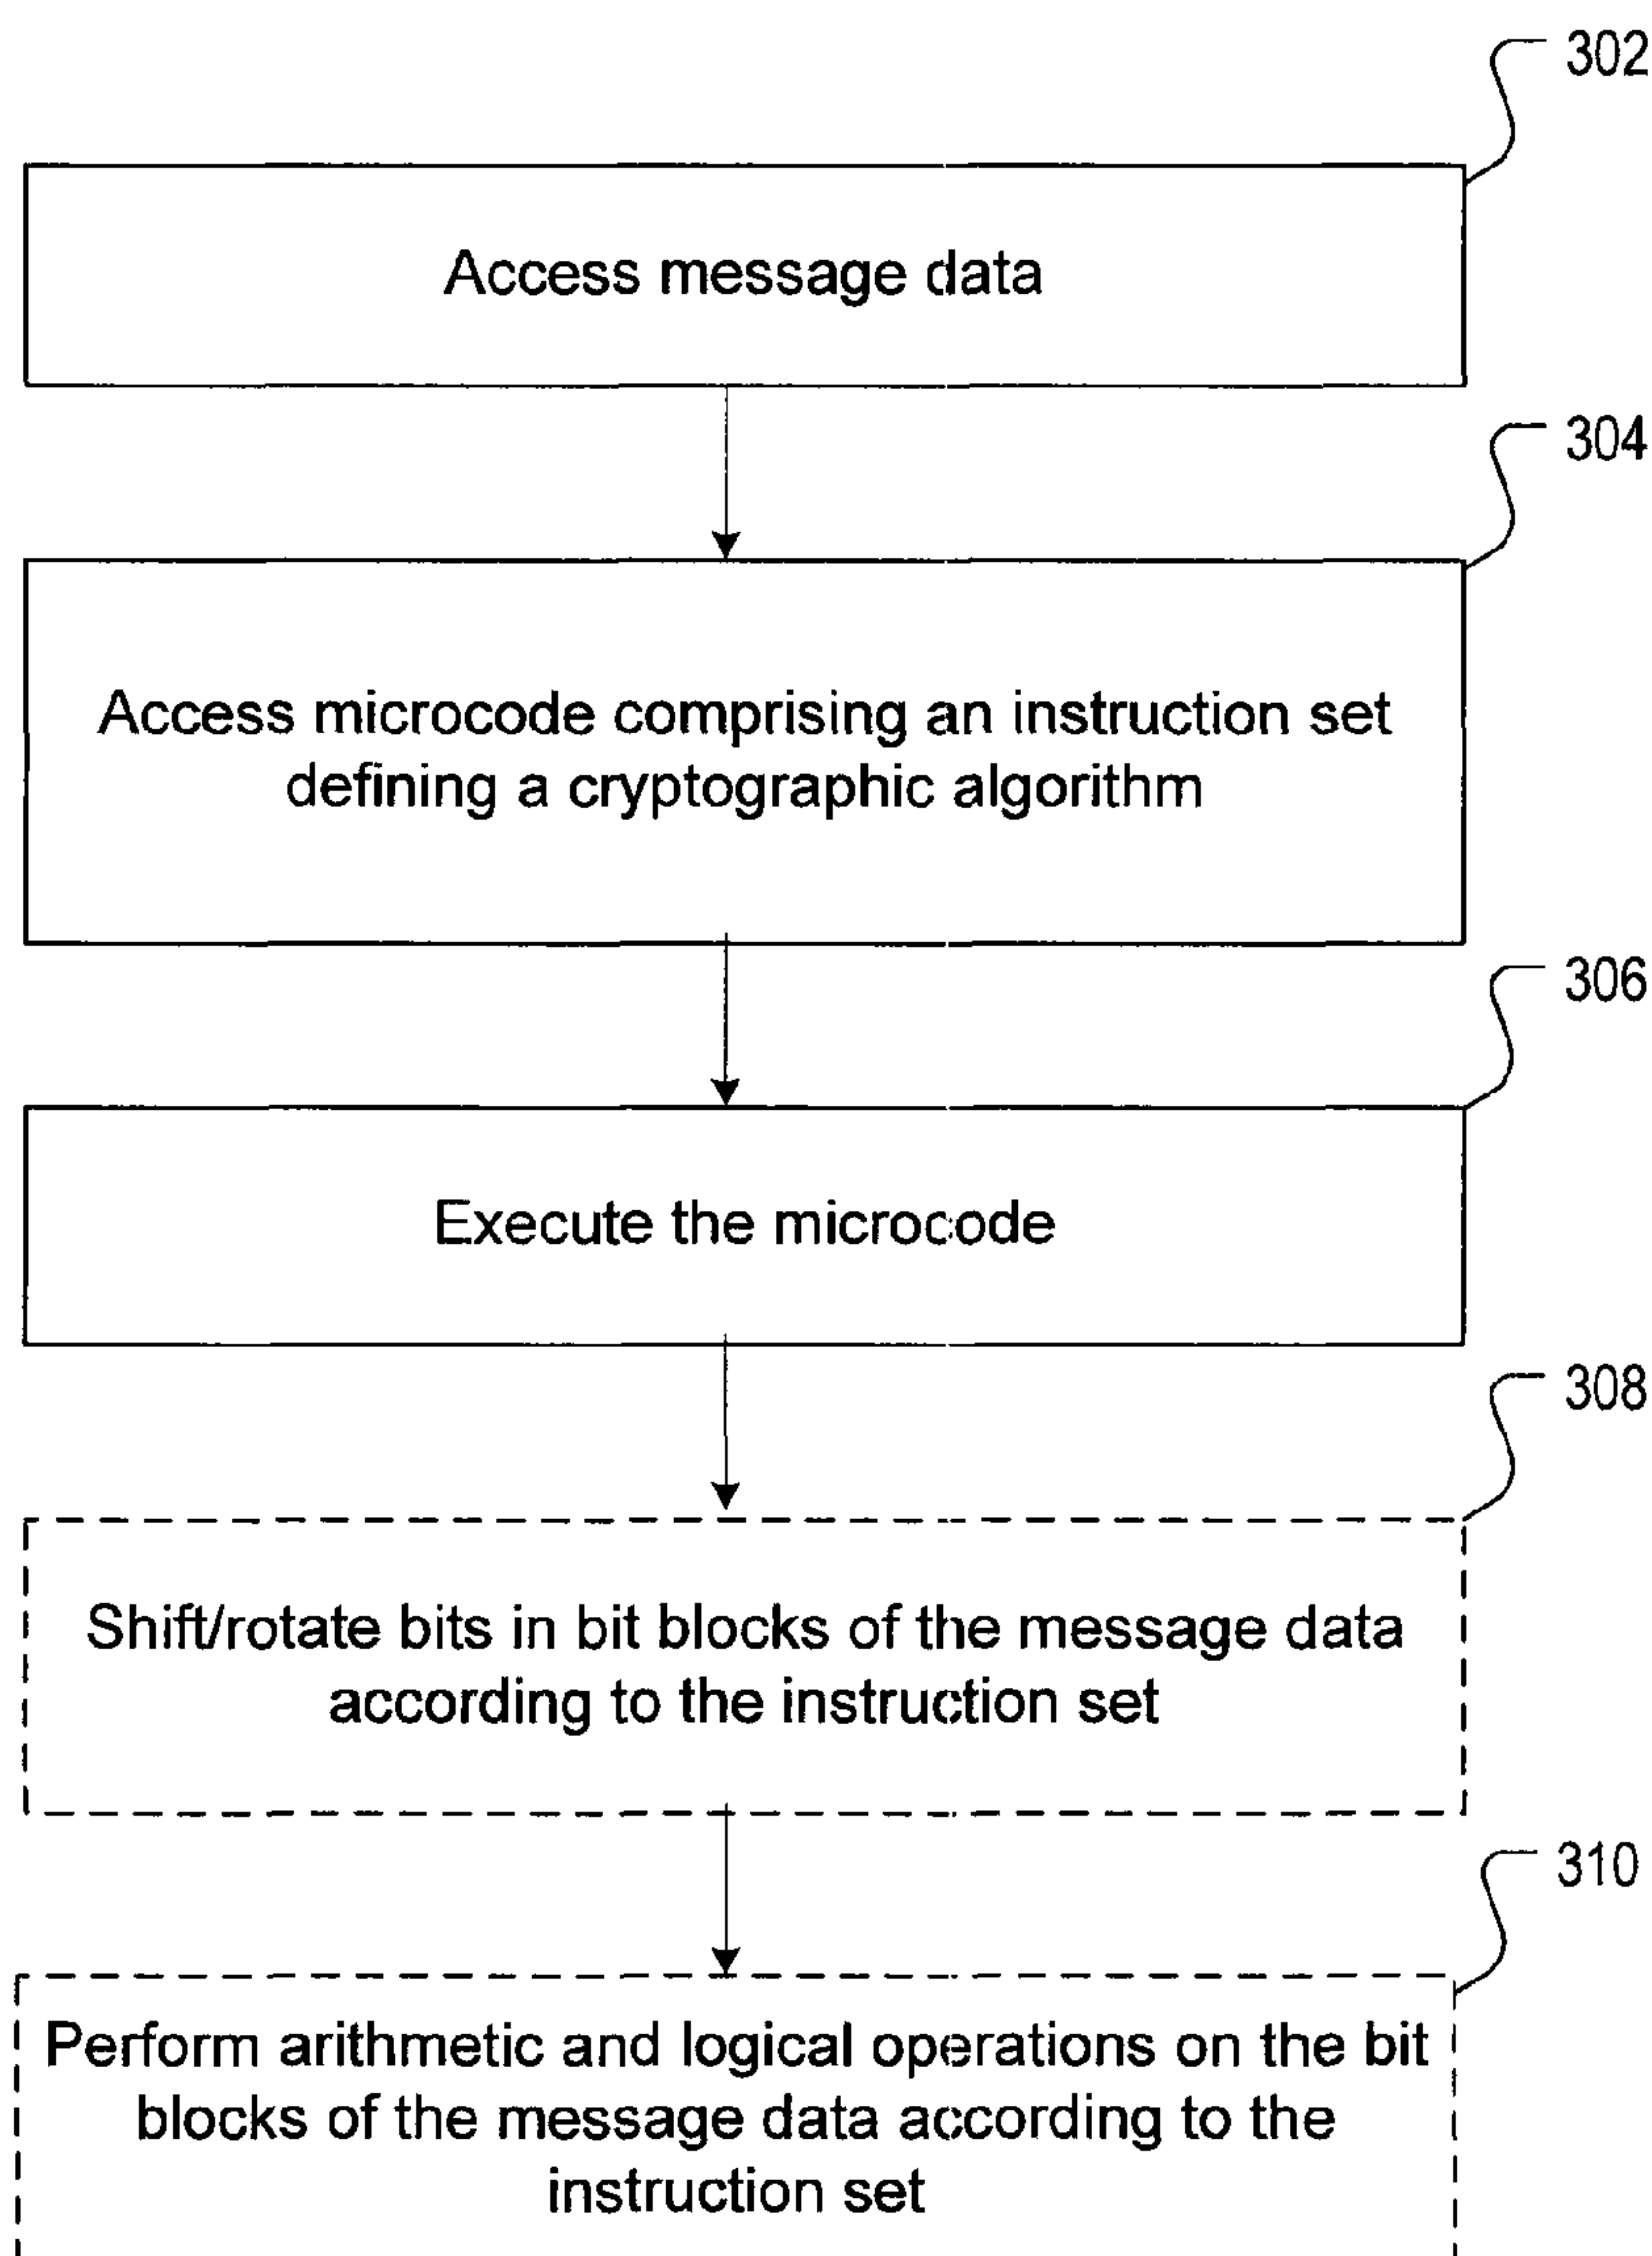 302
Access message data
304
Access microcode comprising an instruction set
defining a cryptographic algorithm
306
Execute the microcode
308
Shift/rotate bits in bit blocks of the message data
according to the instruction set
310
Perform arithmetic and logical operations on the bit
blocks of the message data according to the
instruction set